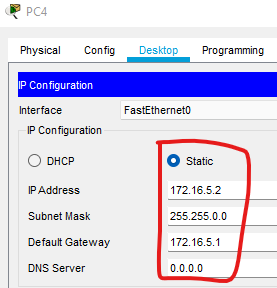 PC4
Physical Config Desktop Programming
IP Configuration
Interface FastEthernet0
IP Configuration
DHCP Static
IP Address 172.16.5.2
Subnet Mask 255.255.0.0
Default Gateway 172.16.5.1
DNS Server 0.0.0.0